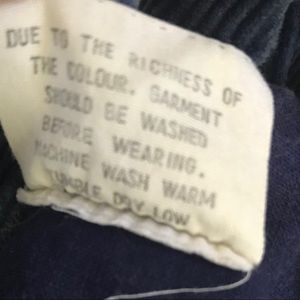 DUE TO THE RICHNESS OF
THE COLOUR. GARMENT
SHOULD BE WASHED
BEFORE WEARING.
MACHINE WASH WARM
TUMBLE DRY LOW